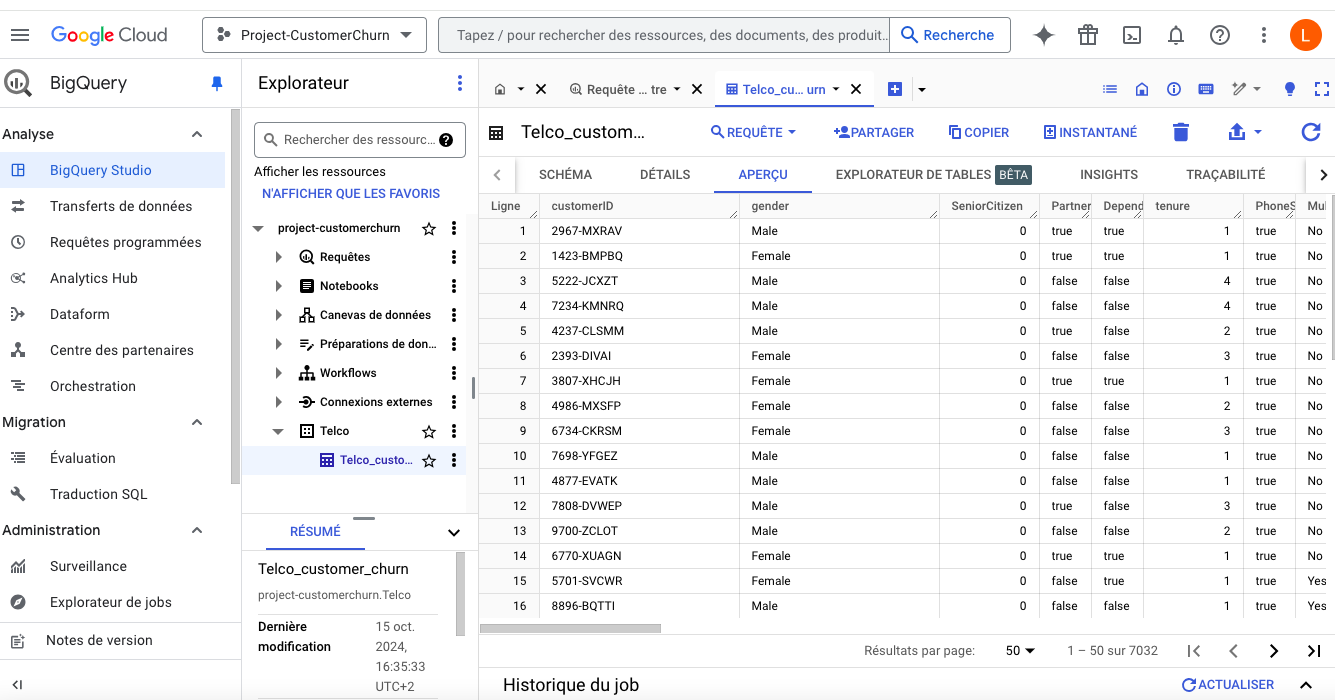 Google Cloud
Project-CustomerChurn
Tapez / pour rechercher des ressources, des documents, des produit...
Recherche
L
BigQuery
Analyse
BigQuery Studio
Transferts de données
Requêtes programmées
Analytics Hub
Dataform
Centre des partenaires
Orchestration
Migration
Évaluation
Traduction SQL
Administration
Surveillance
Explorateur de jobs
Notes de version
Explorateur
Rechercher des ressourc... ?
Afficher les ressources
N'AFFICHER QUE LES FAVORIS
project-customerchurn
Requêtes
Notebooks
Canevas de données
Préparations de don...
Workflows
Connexions externes
Telco
Telco_custo...
RÉSUMÉ
Telco_customer_churn
project-customerchurn.Telco
Dernière modification
15 oct. 2024, 16:35:33 UTC+2
Requête ... tre
Telco_cu... urn
Telco_custom...
REQUÊTE
PARTAGER
COPIER
INSTANTANÉ
SCHÉMA DÉTAILS APERÇU EXPLORATEUR DE TABLES BÊTA INSIGHTS TRAÇABILITÉ
Ligne customerID gender SeniorCitizen Partner Depend tenure PhoneS Mul
1 2967-MXRAV Male 0 true true 1 true No
2 1423-BMPBQ Female 0 true true 1 true No
3 5222-JCXZT Male 0 false false 4 true No
4 7234-KMNRQ Male 0 false false 4 true No
5 4237-CLSMM Male 0 true false 2 true No
6 2393-DIVAI Female 0 false false 3 true No
7 3807-XHCJH Female 0 true true 1 true No
8 4986-MXSFP Female 0 false false 2 true No
9 6734-CKRSM Female 0 false false 3 true No
10 7698-YFGEZ Female 0 false false 1 true No
11 4877-EVATK Male 0 false false 1 true No
12 7808-DVWEP Male 0 true false 3 true No
13 9700-ZCLOT Male 0 false false 2 true No
14 6770-XUAGN Female 0 true true 1 true No
15 5701-SVCWR Female 0 false true 1 true Yes
16 8896-BQTTI Male 0 false false 1 true Yes
Résultats par page: 50 1 – 50 sur 7032
Historique du job
ACTUALISER